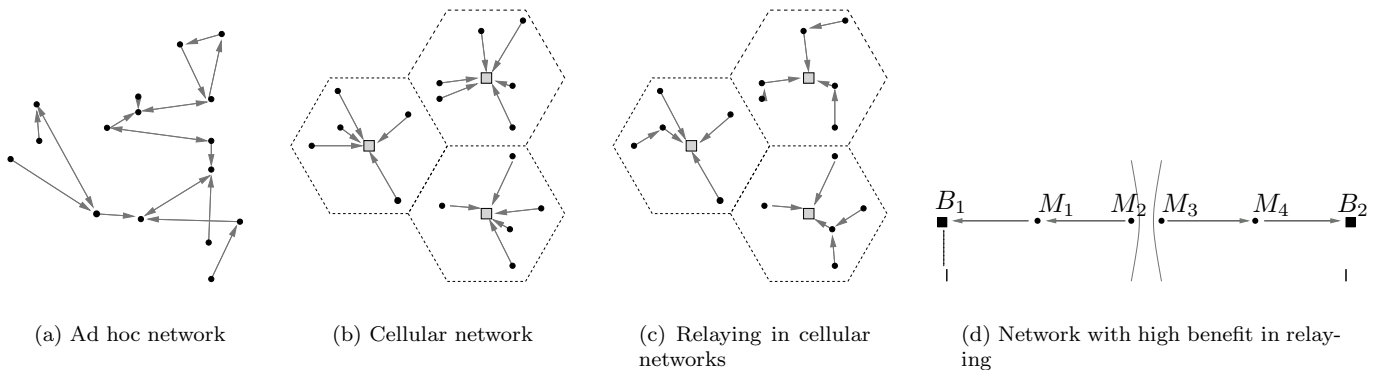 B1 M1 M2 M3 M4 B2
(a) Ad hoc network
(b) Cellular network
(c) Relaying in cellular
networks
(d) Network with high benefit in relay-
ing